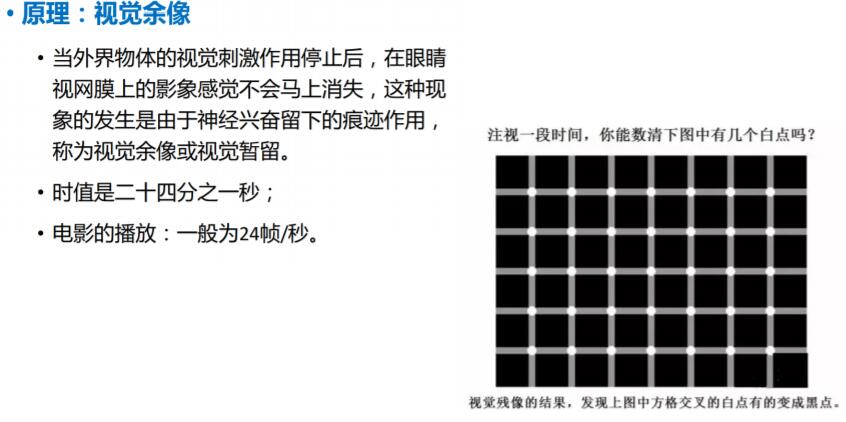 • 原理：视觉余像
• 当外界物体的视觉刺激作用停止后，在眼睛
视网膜上的影象感觉不会马上消失，这种现
象的发生是由于神经兴奋留下的痕迹作用，
称为视觉余像或视觉暂留。
• 时值是二十四分之一秒；
• 电影的播放：一般为24帧/秒。
注视一段时间，你能数清下图中有几个白点吗？
视觉残像的结果，发现上图中方格交叉的白点有的变成黑点。